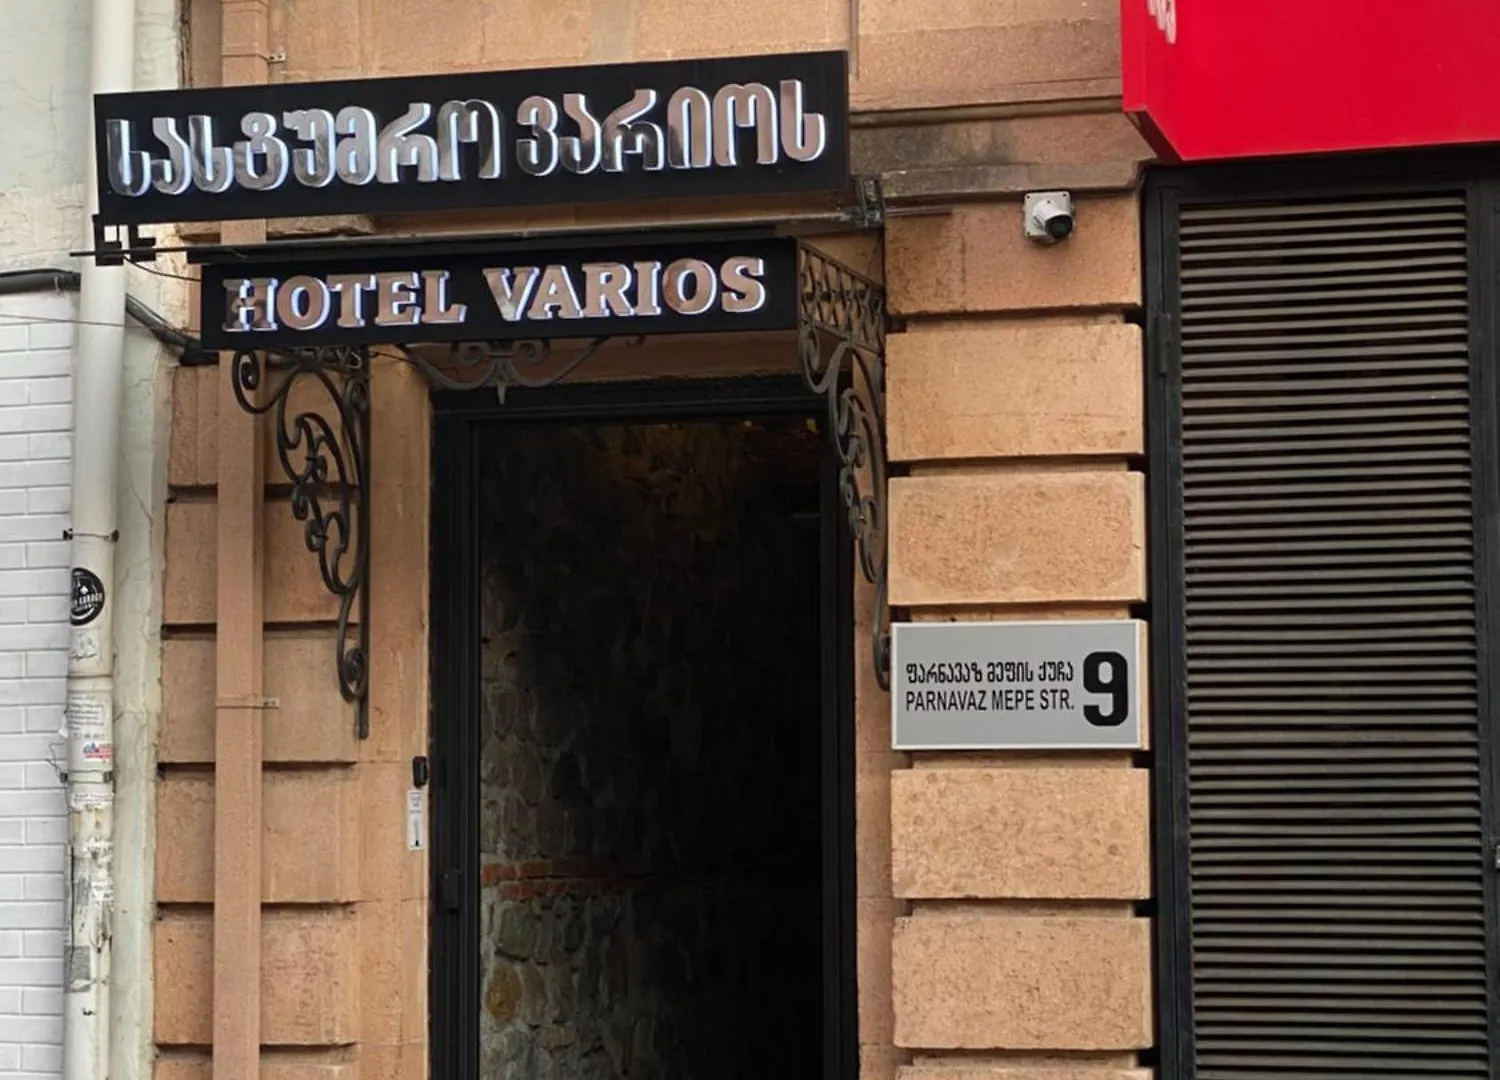 სასტუმრო ვარიოს
HOTEL VARIOS
ფარნავაზ მეფის ქუჩა
PARNAVAZ MEPE STR.
9